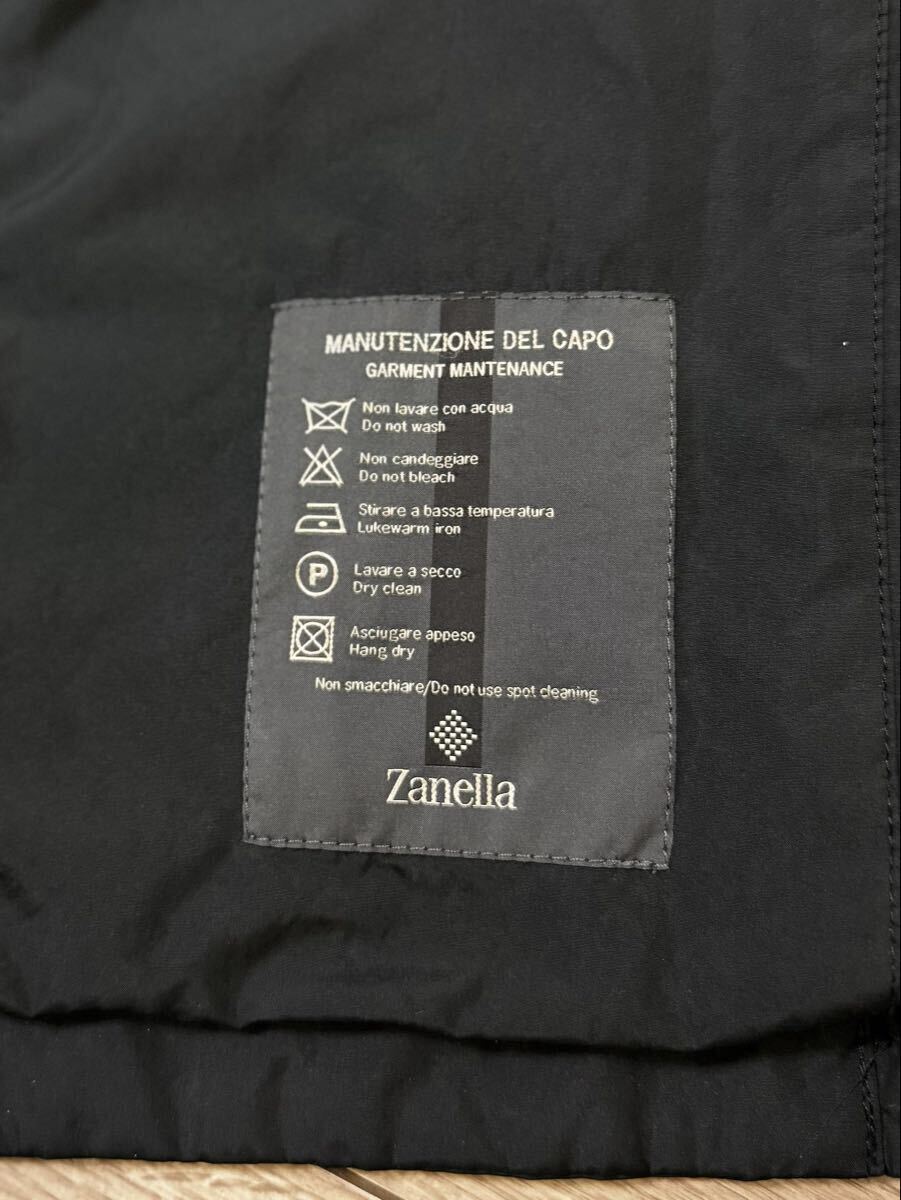 MANUTENZIONE DEL CAPO
GARMENT MANTENANCE
Non lavare con acqua
Do not wash
Non candeggiare
Do not bleach
Stirare a bassa temperatura
Lukewarm iron
P
Lavare a secco
Dry clean
Asciugare appeso
Hang dry
Non smacchiare/Do not use spot cleaning
Zanella